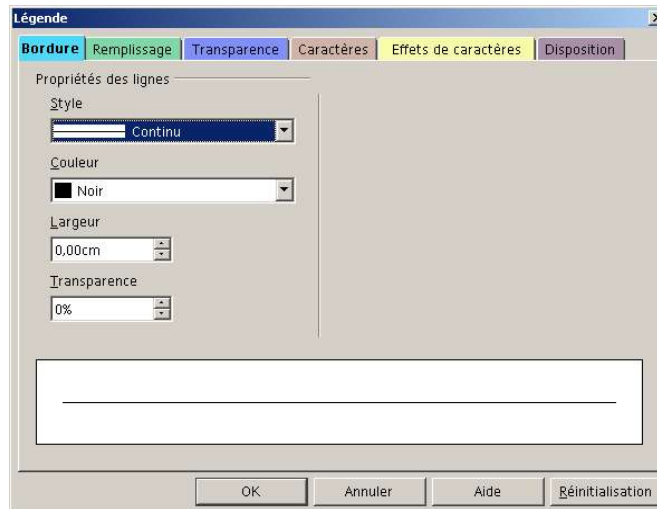 Légende
Bordure Remplissage Transparence Caractères Effets de caractères Disposition
Propriétés des lignes
Style
Continu
Couleur
Noir
Largeur
0,00cm
Transparence
0%
OK Annuler Aide Réinitialisation